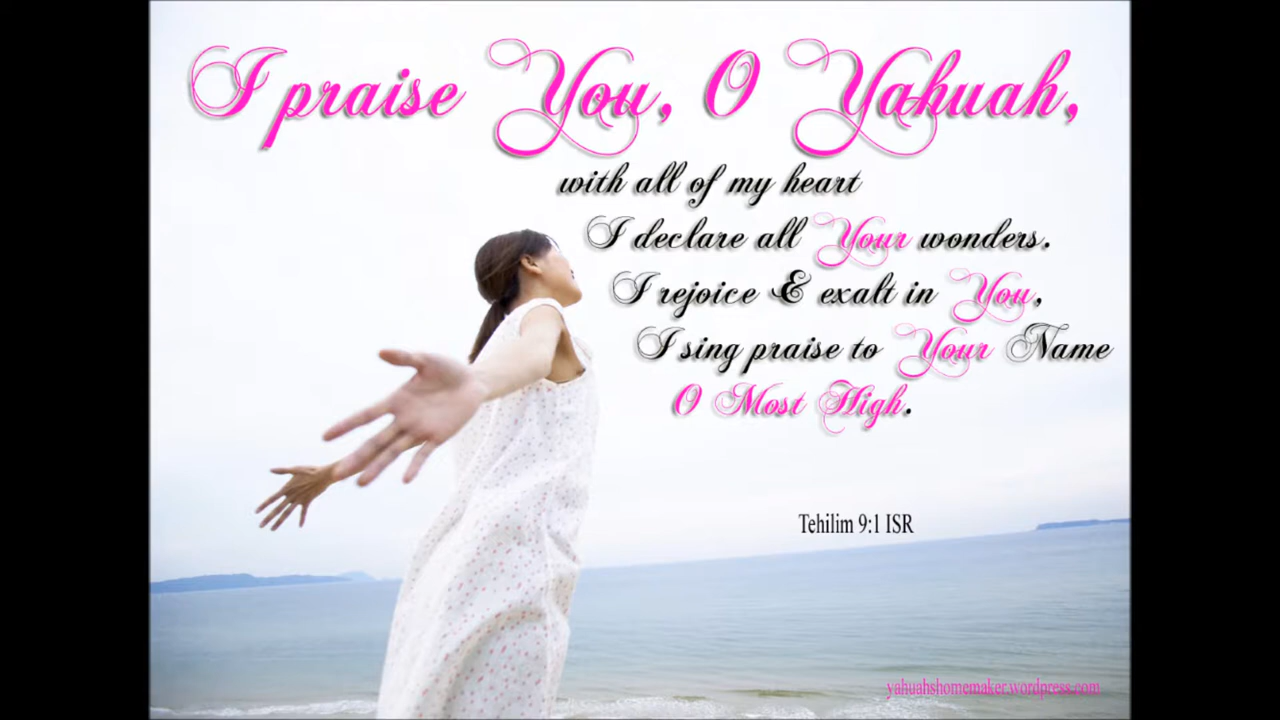 I praise You, O Yahuah,
with all of my heart
I declare all Your wonders.
I rejoice & exalt in You,
I sing praise to Your Name
O Most High.
Tehilim 9:1 ISR
yahuahshomemaker.wordpress.com